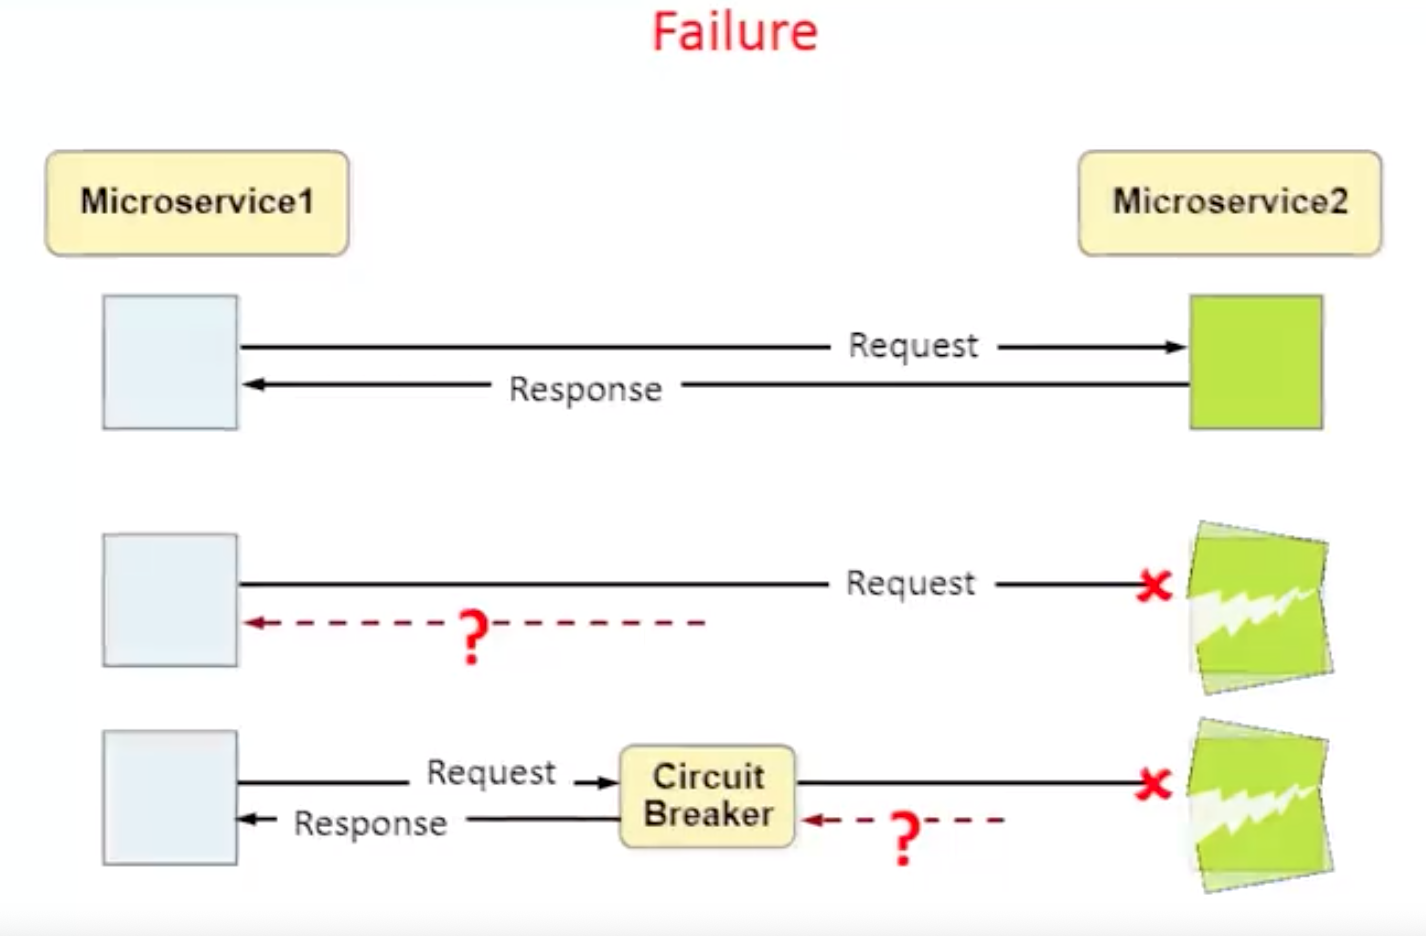 Failure
Microservice1
Microservice2
Request
Response
Request
?
Request
Circuit
Breaker
Response
?